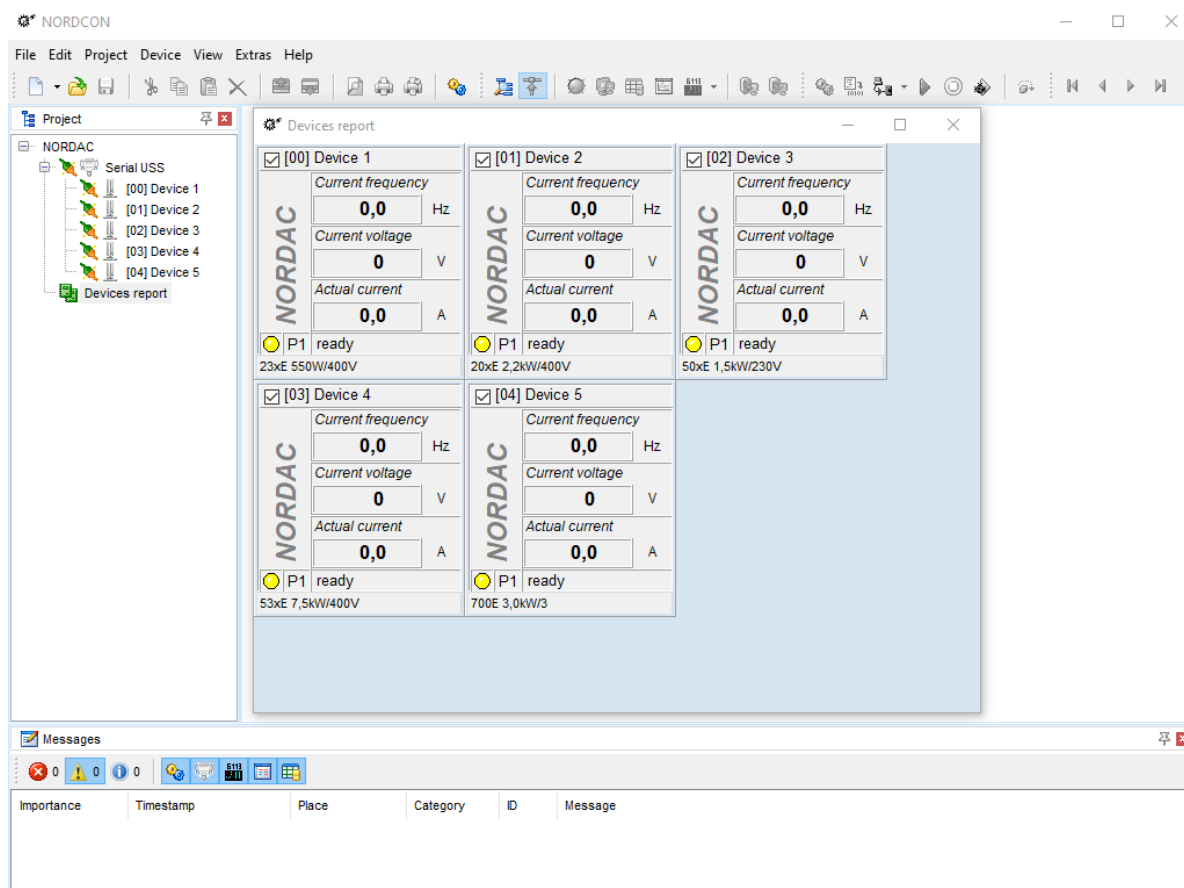 NORDCON
File Edit Project Device View Extras Help
Project
NORDAC
Serial USS
[00] Device 1
[01] Device 2
[02] Device 3
[03] Device 4
[04] Device 5
Devices report
Devices report
[00] Device 1
NORDAC
Current frequency
0,0 Hz
Current voltage
0 V
Actual current
0,0 A
P1 ready
23xE 550W/400V
[01] Device 2
NORDAC
Current frequency
0,0 Hz
Current voltage
0 V
Actual current
0,0 A
P1 ready
20xE 2,2kW/400V
[02] Device 3
NORDAC
Current frequency
0,0 Hz
Current voltage
0 V
Actual current
0,0 A
P1 ready
50xE 1,5kW/230V
[03] Device 4
NORDAC
Current frequency
0,0 Hz
Current voltage
0 V
Actual current
0,0 A
P1 ready
53xE 7,5kW/400V
[04] Device 5
NORDAC
Current frequency
0,0 Hz
Current voltage
0 V
Actual current
0,0 A
P1 ready
700E 3,0kW/3
Messages
0 0 0
Importance Timestamp Place Category ID Message